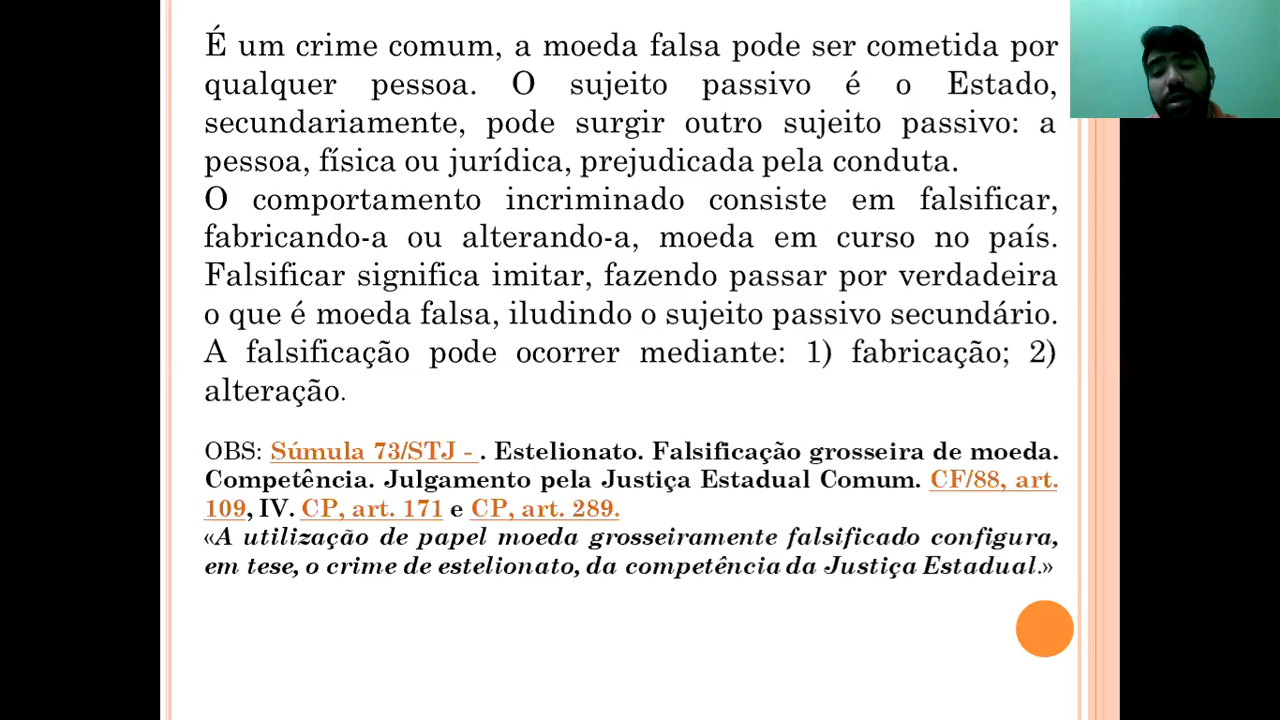 É um crime comum, a moeda falsa pode ser cometida por
qualquer pessoa. O sujeito passivo é o Estado,
secundariamente, pode surgir outro sujeito passivo: a
pessoa, física ou jurídica, prejudicada pela conduta.
O comportamento incriminado consiste em falsificar,
fabricando-a ou alterando-a, moeda em curso no país.
Falsificar significa imitar, fazendo passar por verdadeira
o que é moeda falsa, iludindo o sujeito passivo secundário.
A falsificação pode ocorrer mediante: 1) fabricação; 2)
alteração.
OBS: Súmula 73/STJ - . Estelionato. Falsificação grosseira de moeda.
Competência. Julgamento pela Justiça Estadual Comum. CF/88, art.
109, IV. CP, art. 171 e CP, art. 289.
«A utilização de papel moeda grosseiramente falsificado configura,
em tese, o crime de estelionato, da competência da Justiça Estadual.»